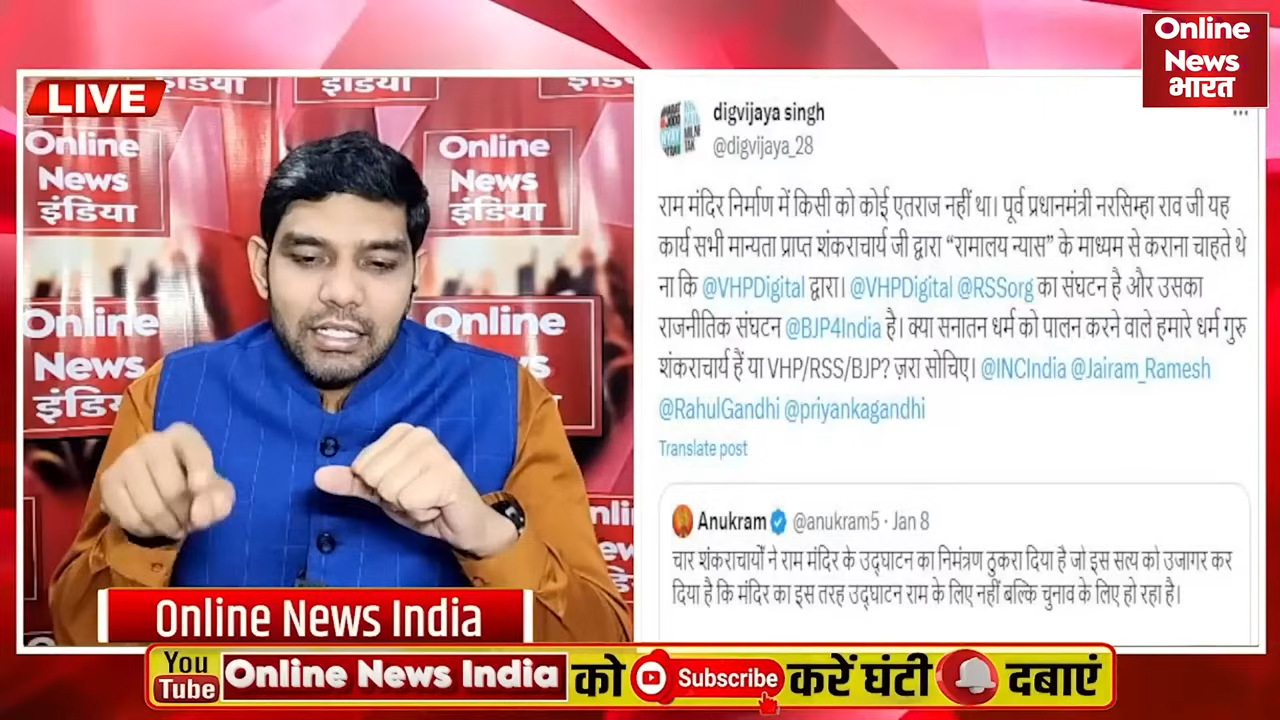 Online
News
भारत
LIVE
इंडिया
इंडिया
Online
News
इंडिया
Online
News
इंडिया
Online
News
Online
News
digvijaya singh
@digvijaya_28
राम मंदिर निर्माण में किसी को कोई एतराज नहीं था। पूर्व प्रधानमंत्री नरसिम्हा राव जी यह
कार्य सभी मान्यता प्राप्त शंकराचार्य जी द्वारा “रामालय न्यास” के माध्यम से कराना चाहते थे
ना कि @VHPDigital द्वारा। @VHPDigital @RSSorg का संघटन है और उसका
राजनीतिक संघटन @BJP4India है। क्या सनातन धर्म को पालन करने वाले हमारे धर्म गुरु
शंकराचार्य हैं या VHP/RSS/BJP? ज़रा सोचिए। @INCIndia @Jairam_Ramesh
@RahulGandhi @priyankagandhi
Translate post
Anukram @anukram5 · Jan 8
चार शंकराचार्यों ने राम मंदिर के उद्घाटन का निमंत्रण ठुकरा दिया है जो इस सत्य को उजागर कर
दिया है कि मंदिर का इस तरह उद्घाटन राम के लिए नहीं बल्कि चुनाव के लिए हो रहा है।
Online News India
You Tube Online News India को Subscribe करें घंटी दबाएं